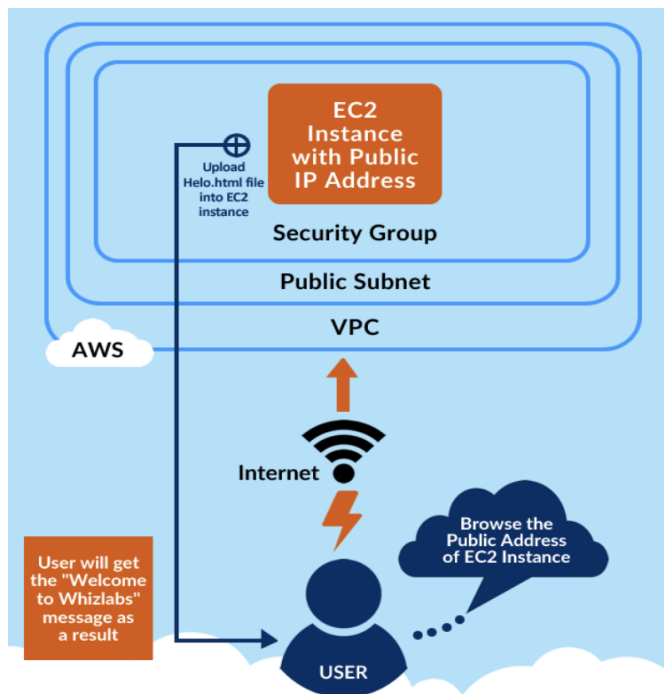 EC2
Instance
with Public
IP Address
Upload
Helo.html file
into EC2
instance
Security Group
Public Subnet
VPC
AWS
Internet
Browse the
Public Address
of EC2 Instance
User will get
the "Welcome
to Whizlabs"
message as
a result
USER